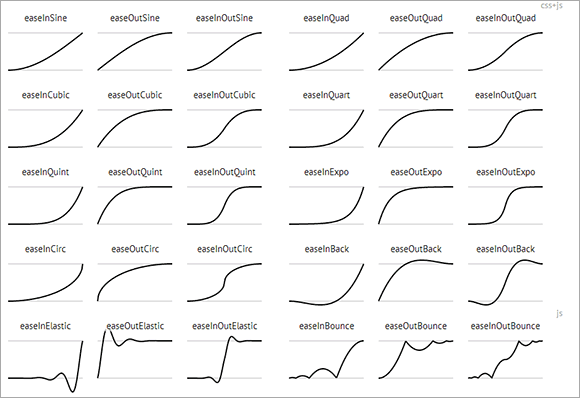 css+js
easeInSine easeOutSine easeInOutSine easeInQuad easeOutQuad easeInOutQuad
easeInCubic easeOutCubic easeInOutCubic easeInQuart easeOutQuart easeInOutQuart
easeInQuint easeOutQuint easeInOutQuint easeInExpo easeOutExpo easeInOutExpo
easeInCirc easeOutCirc easeInOutCirc easeInBack easeOutBack easeInOutBack
js
easeInElastic easeOutElastic easeInOutElastic easeInBounce easeOutBounce easeInOutBounce